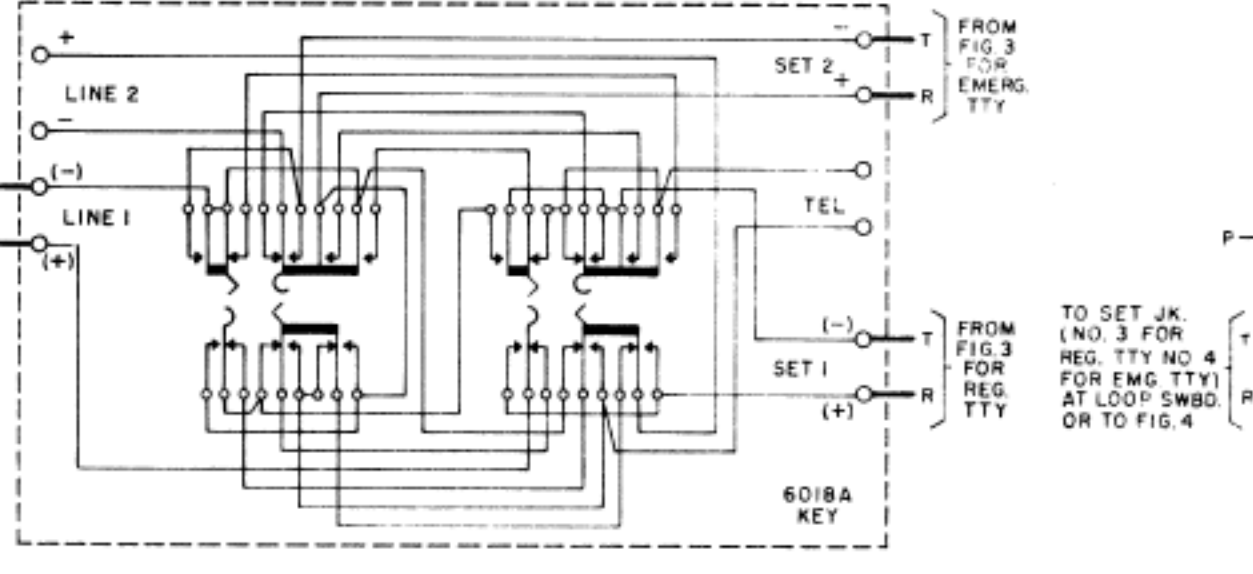 +
LINE 2
−
(−)
LINE 1
(+)
−
SET 2
+
T
R
FROM
FIG. 3
FOR
EMERG.
TTY
TEL
P
(−)
SET 1
(+)
T
R
FROM
FIG. 3
FOR
REG.
TTY
TO SET JK.
(NO. 3 FOR
REG. TTY NO 4
FOR EMG TTY)
AT LOOP SWBD.
OR TO FIG. 4
T
R
6018A
KEY